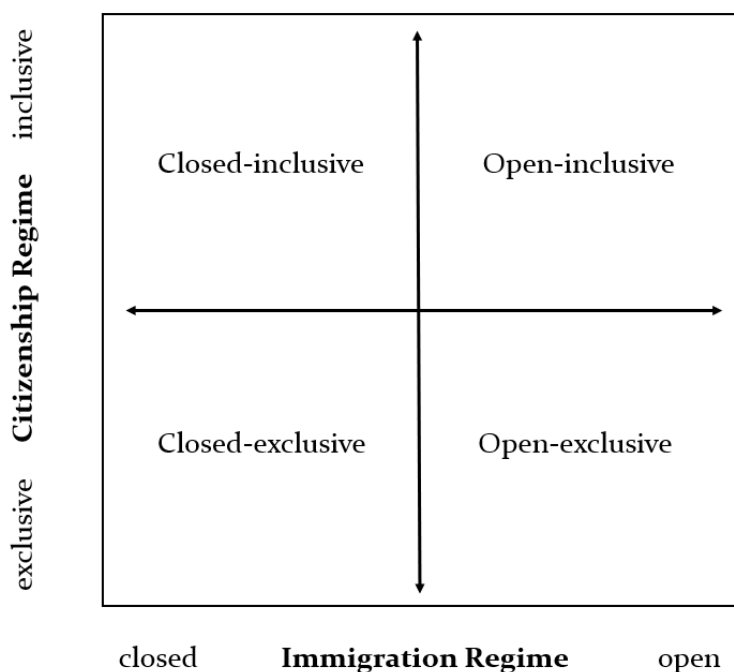 inclusive
Citizenship Regime
exclusive
Closed-inclusive
Open-inclusive
Closed-exclusive
Open-exclusive
closed
Immigration Regime
open